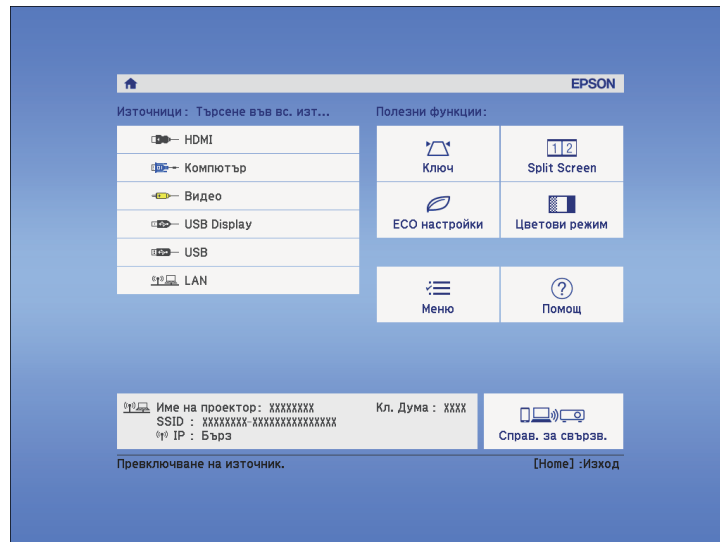 EPSON
Източници : Търсене във вс. изт...
HDMI
Компютър
Видео
USB Display
USB
LAN
Полезни функции:
Ключ
1 2
Split Screen
ECO настройки
Цветови режим
Меню
?
Помощ
Име на проектор: XXXXXXXX
Кл. Дума : XXXX
SSID : XXXXXXXX-XXXXXXXXXXXXXXX
IP : Бърз
Справ. за свързв.
Превключване на източник.
[Home] :Изход